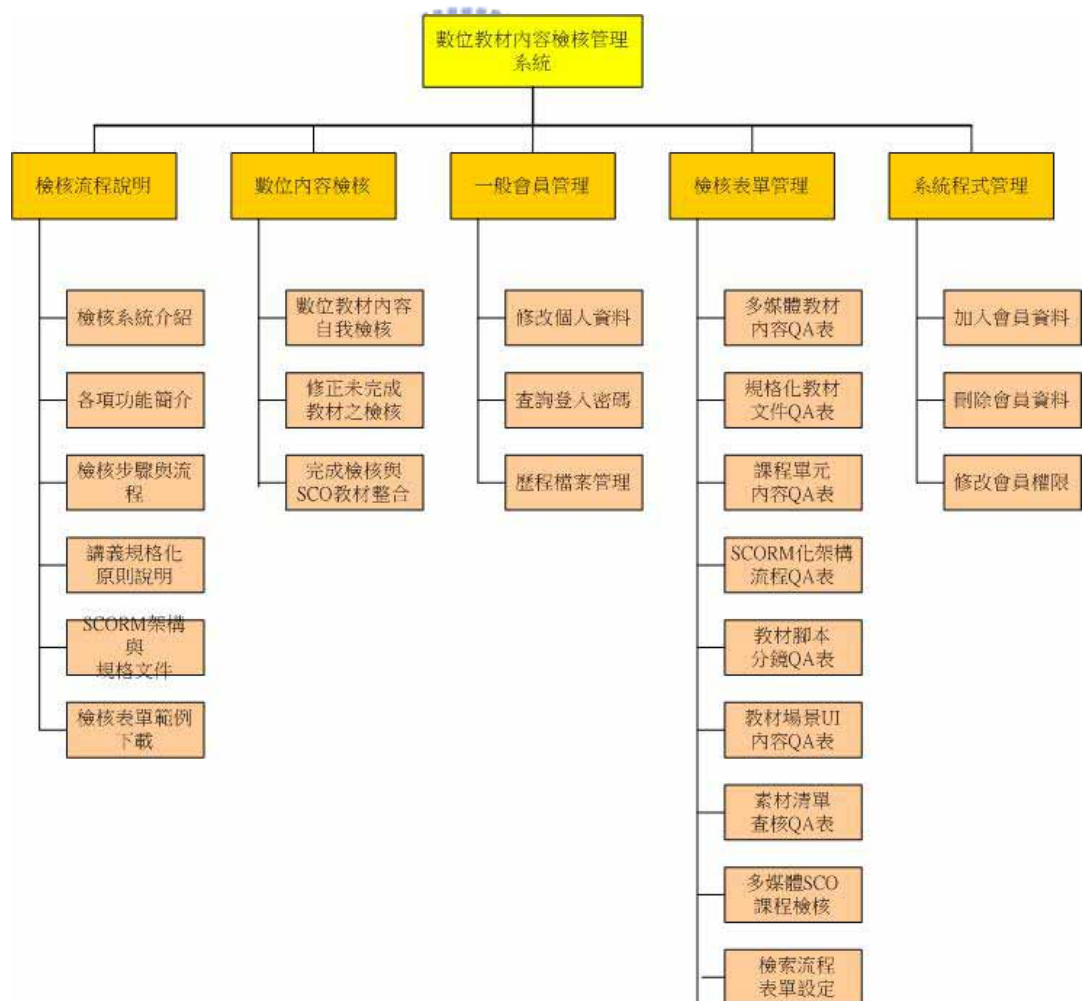 數位教材內容檢核管理
系統
檢核流程說明
數位內容檢核
一般會員管理
檢核表單管理
系統程式管理
檢核系統介紹
各項功能簡介
檢核步驟與流
程
講義規格化
原則說明
SCORM架構
與
規格文件
檢核表單範例
下載
數位教材內容
自我檢核
修正未完成
教材之檢核
完成檢核與
SCO教材整合
修改個人資料
查詢登入密碼
歷程檔案管理
多媒體教材
內容QA表
規格化教材
文件QA表
課程單元
內容QA表
SCORM化架構
流程QA表
教材腳本
分鏡QA表
教材場景UI
內容QA表
素材清單
查核QA表
多媒體SCO
課程檢核
檢索流程
表單設定
加入會員資料
刪除會員資料
修改會員權限